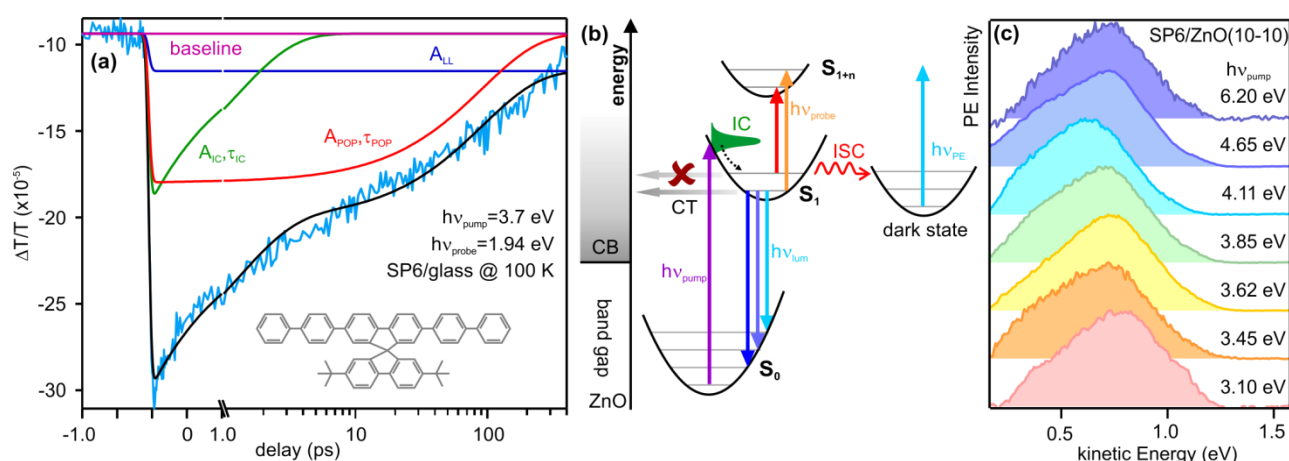 (a)
baseline
A_LL
A_IC,τ_IC
A_POP,τ_POP
hν_pump=3.7 eV
hν_probe=1.94 eV
SP6/glass @ 100 K
ΔT/T (x10^-5)
-10
-15
-20
-25
-30
-1.0 0 1.0 10 100
delay (ps)
(b)
energy
S_1+n
hν_probe
IC
ISC
CT
S_1
hν_PE
dark state
CB
hν_pump
hν_lum
band gap
ZnO
S_0
(c)
SP6/ZnO(10-10)
PE Intensity
hν_pump
6.20 eV
4.65 eV
4.11 eV
3.85 eV
3.62 eV
3.45 eV
3.10 eV
0.5 1.0 1.5
kinetic Energy (eV)